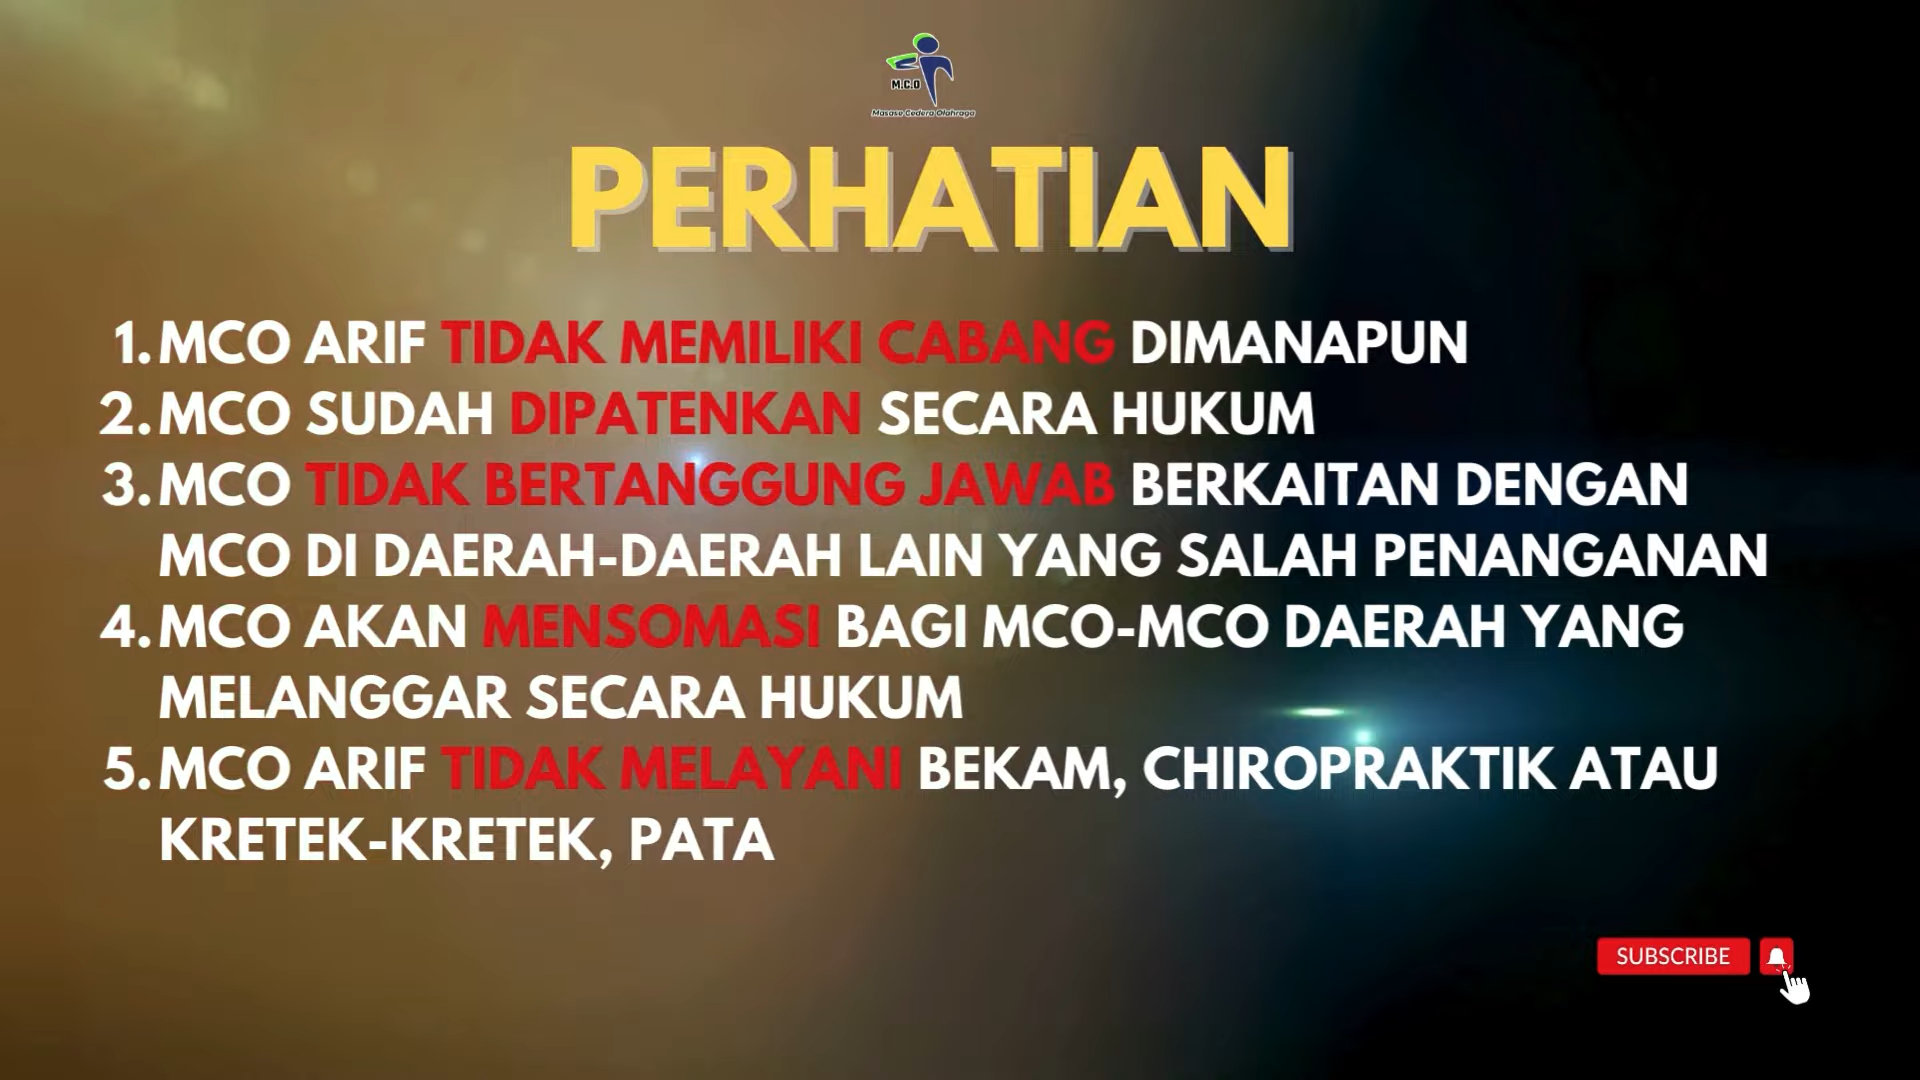 M.C.O
Masase Cedera Olahraga
PERHATIAN
1. MCO ARIF TIDAK MEMILIKI CABANG DIMANAPUN
2. MCO SUDAH DIPATENKAN SECARA HUKUM
3. MCO TIDAK BERTANGGUNG JAWAB BERKAITAN DENGAN
MCO DI DAERAH-DAERAH LAIN YANG SALAH PENANGANAN
4. MCO AKAN MENSOMASI BAGI MCO-MCO DAERAH YANG
MELANGGAR SECARA HUKUM
5. MCO ARIF TIDAK MELAYANI BEKAM, CHIROPRAKTIK ATAU
KRETEK-KRETEK, PATA
SUBSCRIBE